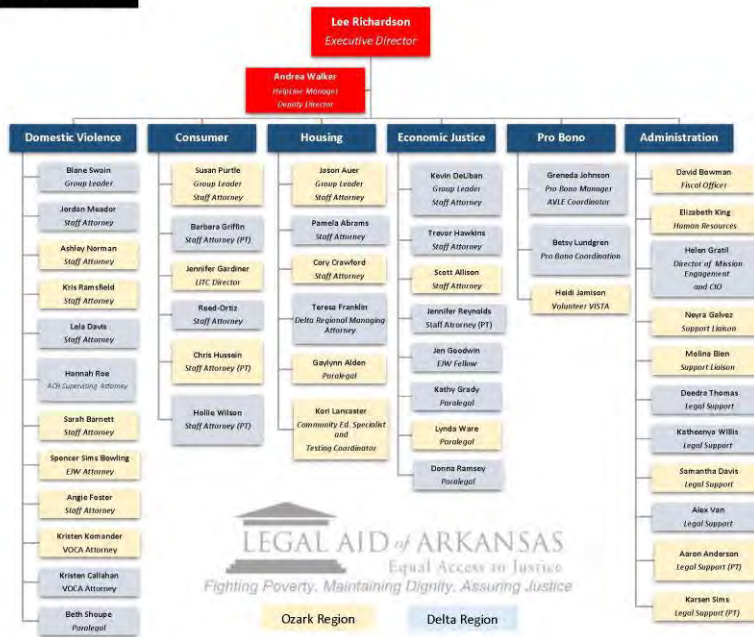 Lee Richardson
Executive Director
Andrea Walker
HelpLine Manager
Deputy Director
Domestic Violence
Blane Swain
Group Leader
Jordan Meador
Staff Attorney
Ashley Norman
Staff Attorney
Kris Ramsfield
Staff Attorney
Lela Davis
Staff Attorney
Hannah Roe
ACH Supervising Attorney
Sarah Barnett
Staff Attorney
Spencer Sims Bowling
EJW Attorney
Angie Foster
Staff Attorney
Kristen Komander
VOCA Attorney
Kristen Callahan
VOCA Attorney
Beth Shoupe
Paralegal
Consumer
Susan Purtle
Group Leader
Staff Attorney
Barbara Griffin
Staff Attorney (PT)
Jennifer Gardiner
LITC Director
Reed-Ortiz
Staff Attorney
Chris Hussein
Staff Attorney (PT)
Hollie Wilson
Staff Attorney (PT)
Housing
Jason Auer
Group Leader
Staff Attorney
Pamela Abrams
Staff Attorney
Cory Crawford
Staff Attorney
Teresa Franklin
Delta Regional Managing
Attorney
Gaylynn Alden
Paralegal
Keri Lancaster
Community Ed. Specialist
and
Testing Coordinator
Economic Justice
Kevin DeLiban
Group Leader
Staff Attorney
Trevor Hawkins
Staff Attorney
Scott Allison
Staff Attorney
Jennifer Reynolds
Staff Attorney (PT)
Jen Goodwin
EJW Fellow
Kathy Grady
Paralegal
Lynda Ware
Paralegal
Donna Ramsey
Paralegal
Pro Bono
Greneda Johnson
Pro Bono Manager
AVLE Coordinator
Betsy Lundgren
Pro Bono Coordination
Heidi Jamison
Volunteer VISTA
Administration
David Bowman
Fiscal Officer
Elizabeth King
Human Resources
Helen Gratil
Director of Mission
Engagement
and CIO
Neyra Galvez
Support Liaison
Molina Bien
Support Liaison
Deedra Thomas
Legal Support
Katheenya Willis
Legal Support
Samantha Davis
Legal Support
Alex Van
Legal Support
Aaron Anderson
Legal Support (PT)
Karsen Sims
Legal Support (PT)
LEGAL AID of ARKANSAS
Equal Access to Justice
Fighting Poverty, Maintaining Dignity, Assuring Justice
Ozark Region
Delta Region